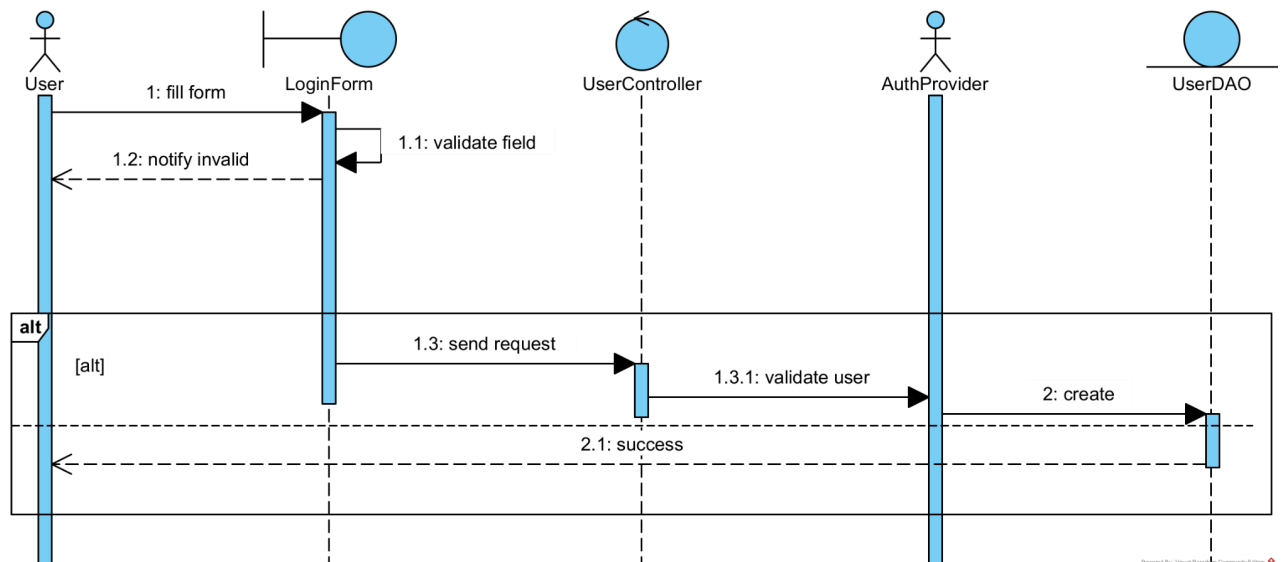 User
LoginForm
UserController
AuthProvider
UserDAO
1: fill form
1.1: validate field
1.2: notify invalid
alt
[alt]
1.3: send request
1.3.1: validate user
2: create
2.1: success